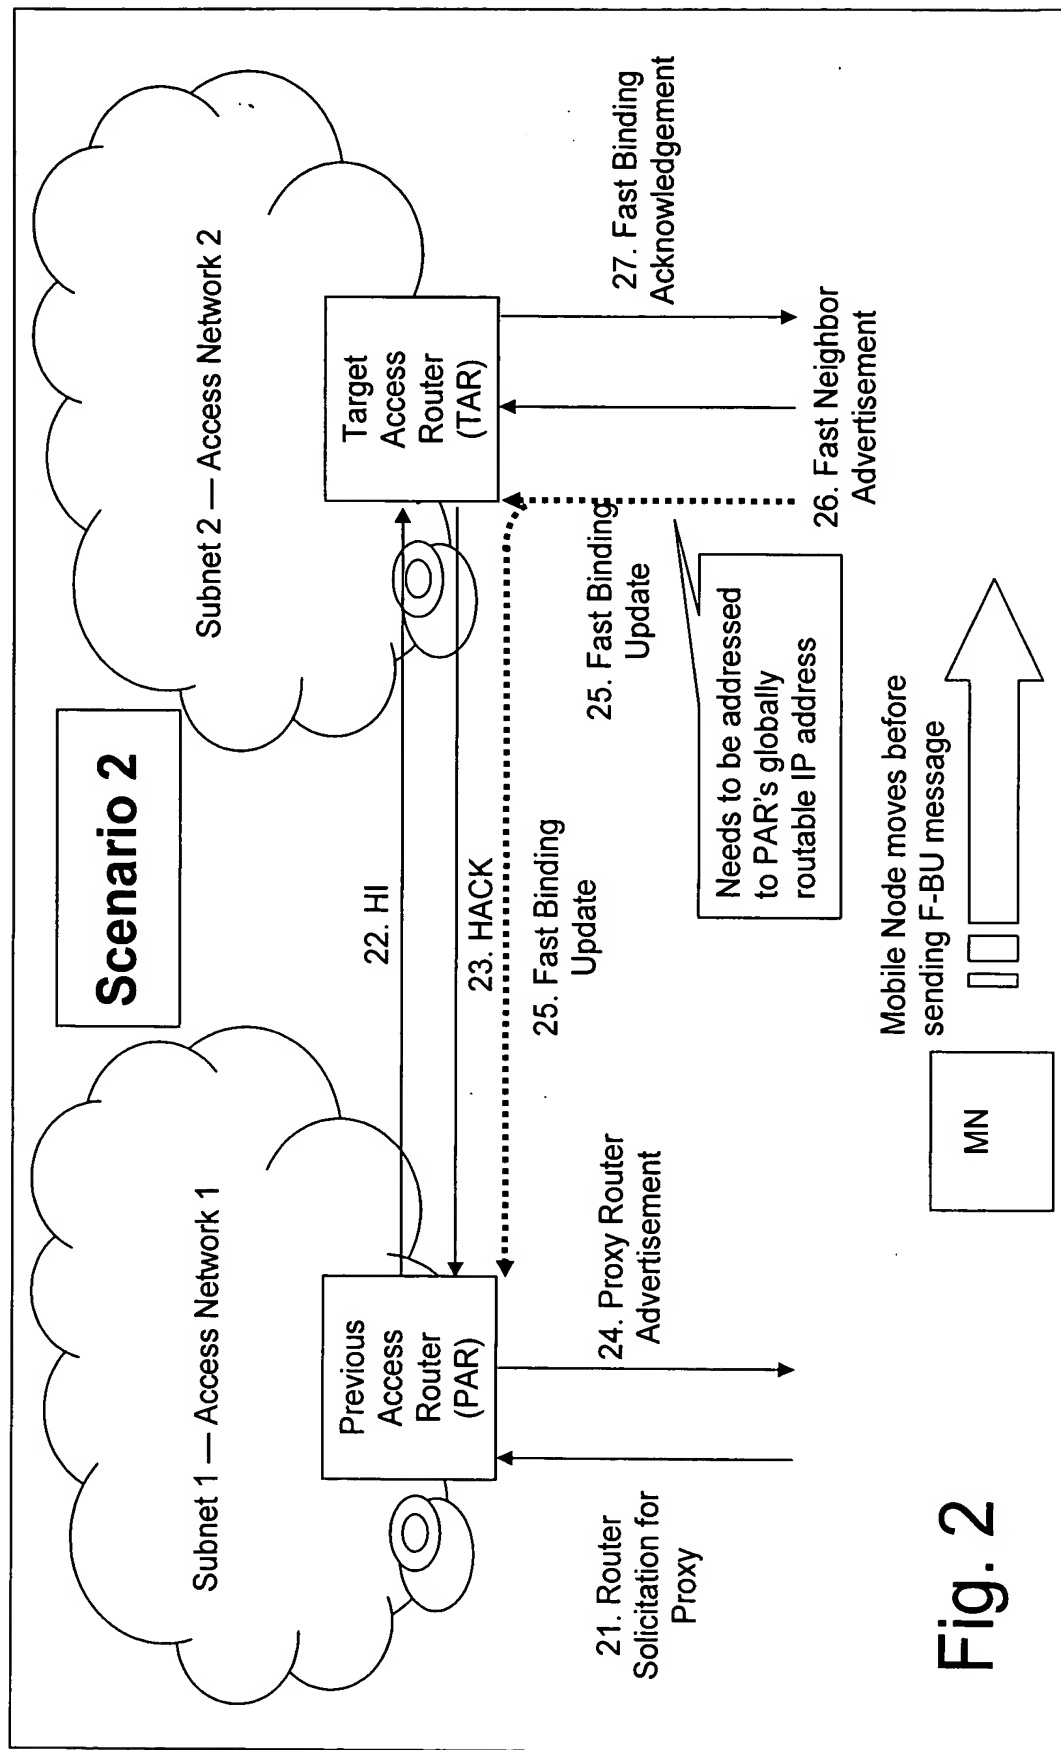 Scenario 2
Subnet 1 — Access Network 1
Subnet 2 — Access Network 2
Previous
Access
Router
(PAR)
Target
Access
Router
(TAR)
22. HI
23. HACK
25. Fast Binding
Update
21. Router
Solicitation for
Proxy
24. Proxy Router
Advertisement
25. Fast Binding
Update
27. Fast Binding
Acknowledgement
Needs to be addressed
to PAR's globally
routable IP address
26. Fast Neighbor
Advertisement
Mobile Node moves before
sending F-BU message
MN
Fig. 2